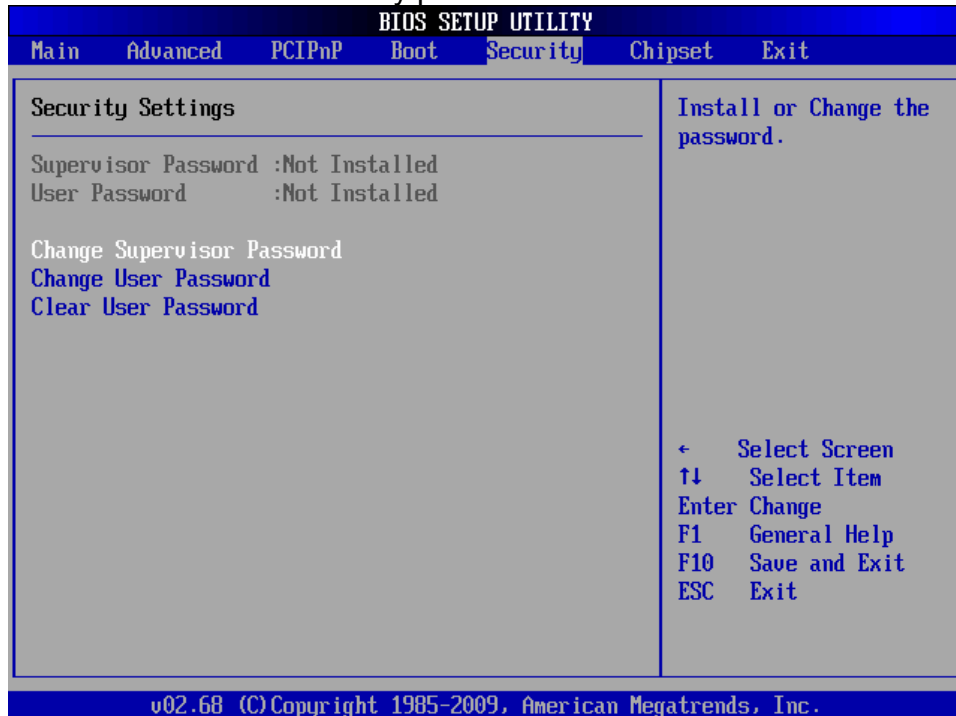 BIOS SETUP UTILITY
Main Advanced PCIPnP Boot Security Chipset Exit
Security Settings
Supervisor Password :Not Installed
User Password :Not Installed
Change Supervisor Password
Change User Password
Clear User Password
Install or Change the
password.
← Select Screen
↑↓ Select Item
Enter Change
F1 General Help
F10 Save and Exit
ESC Exit
v02.68 (C)Copyright 1985-2009, American Megatrends, Inc.